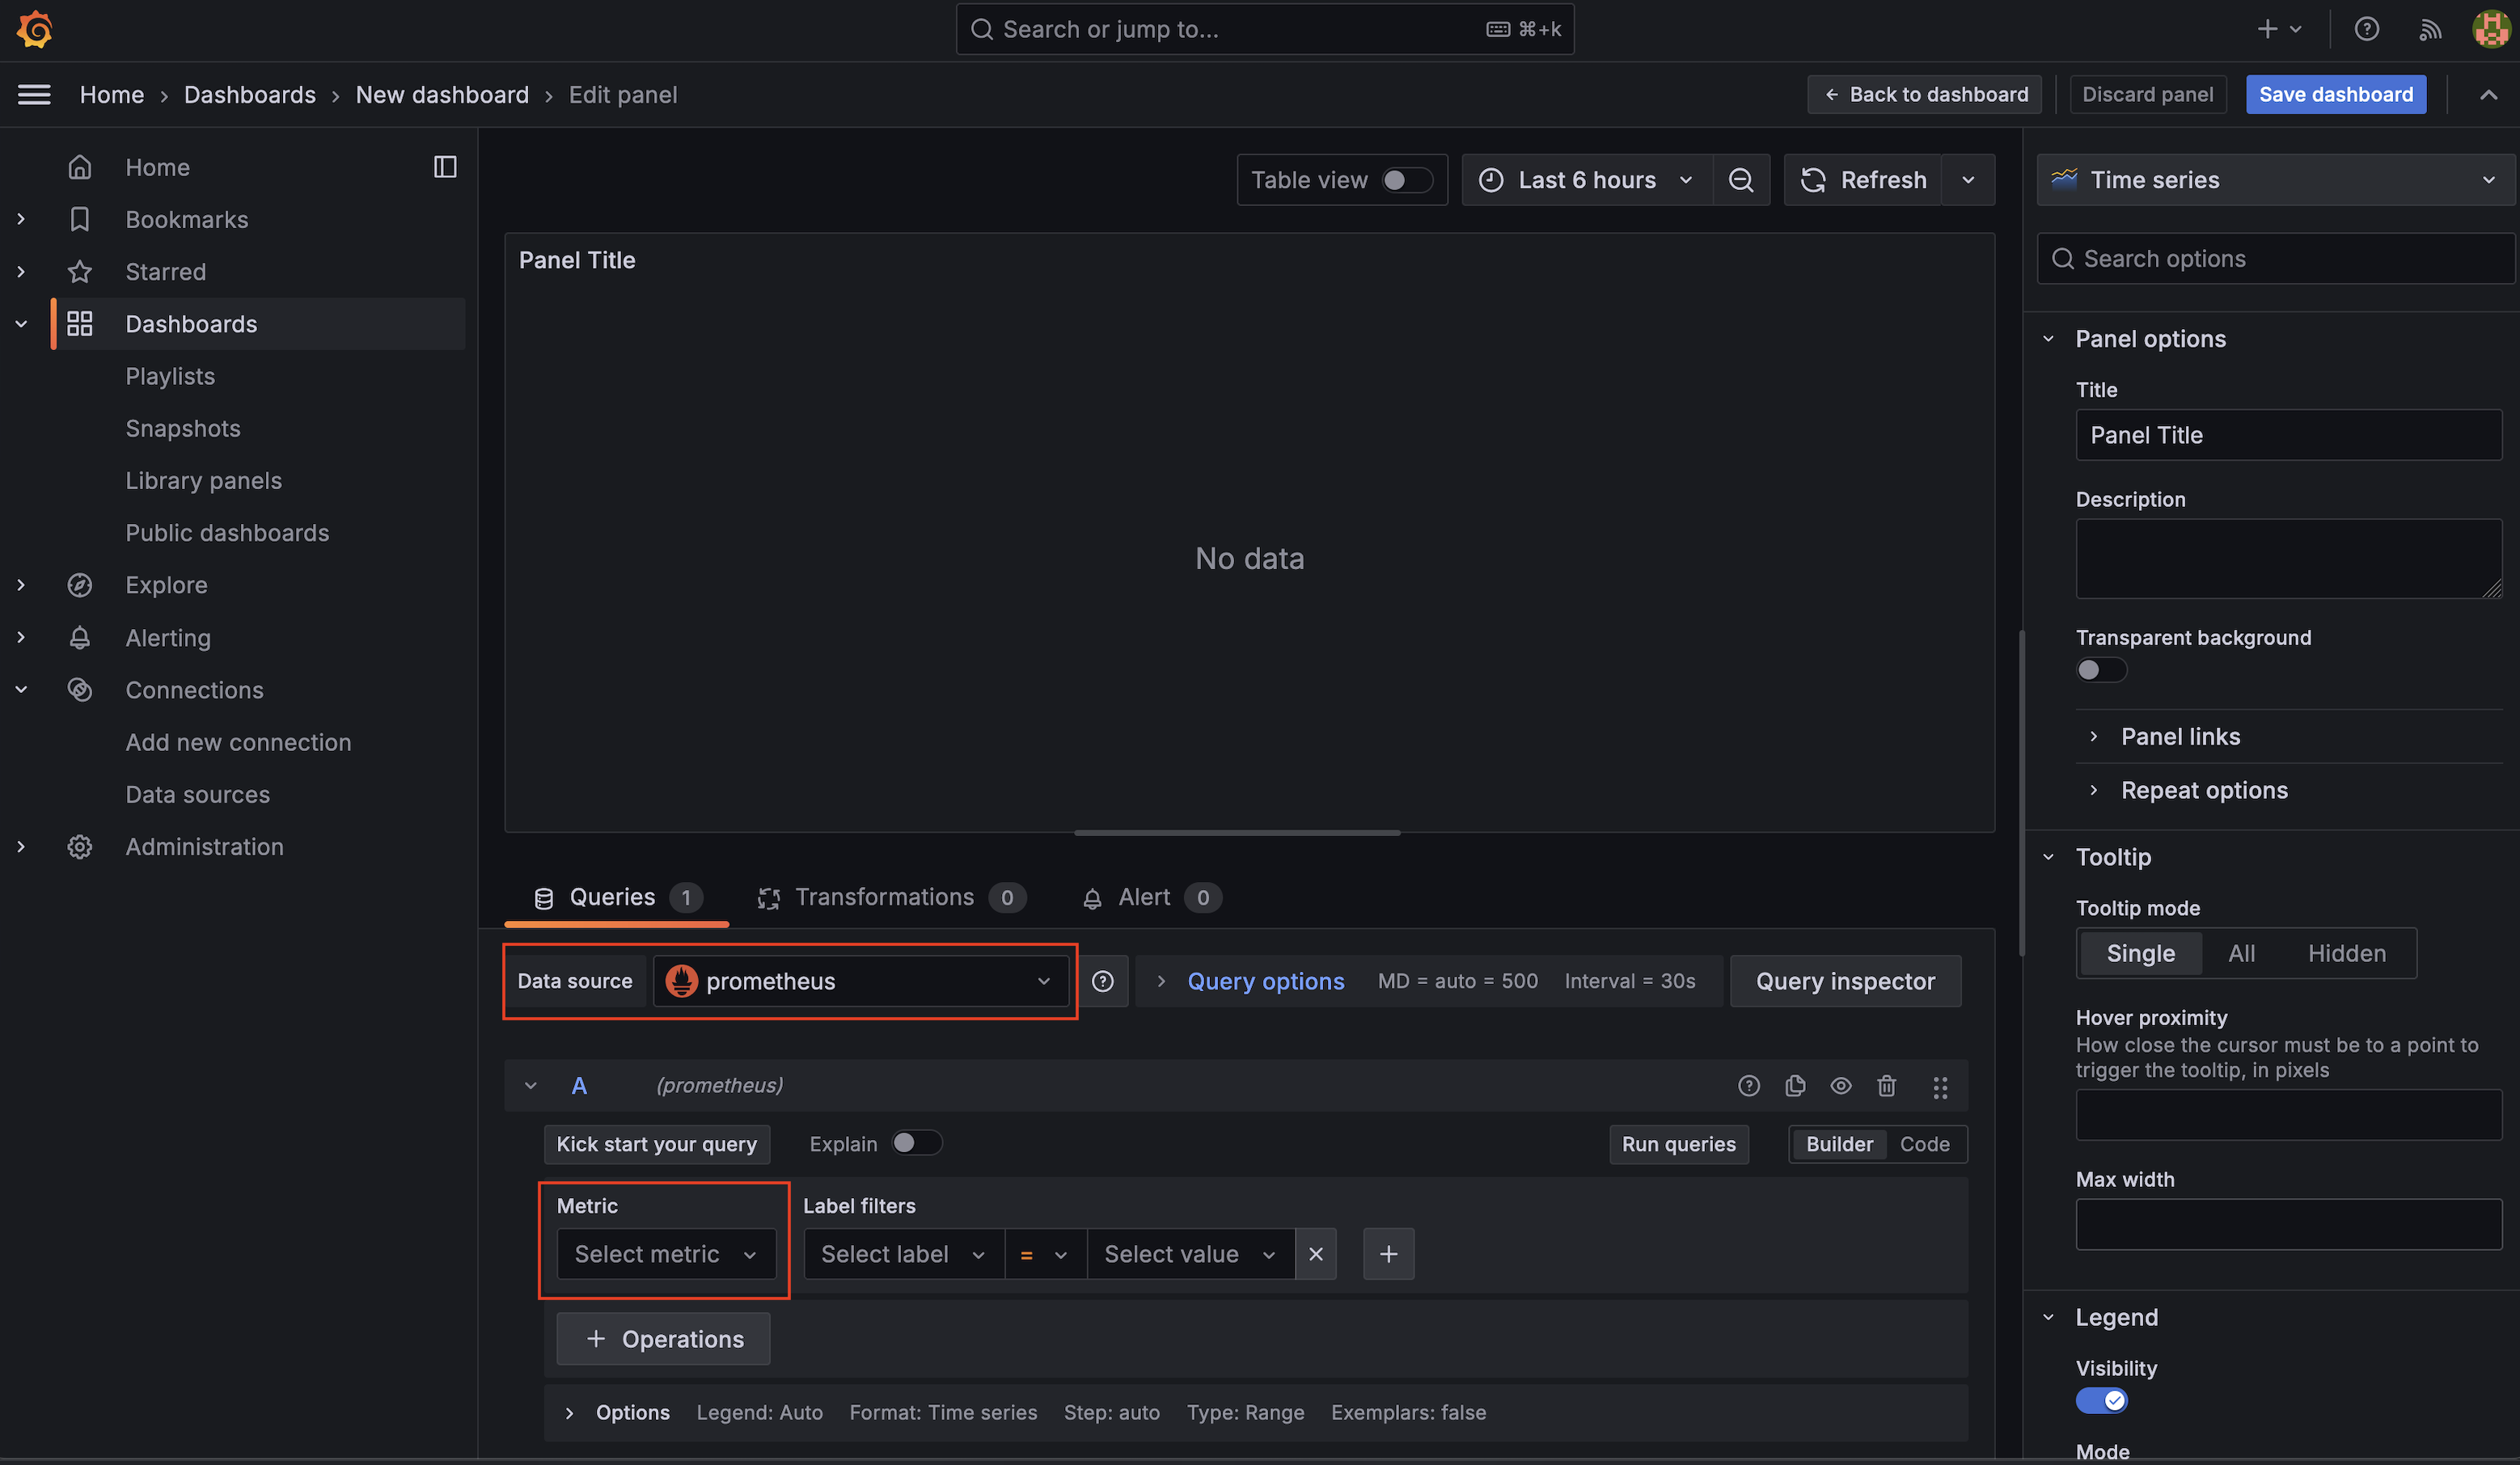 Search or jump to...
⌘+k
Home
Dashboards
New dashboard
Edit panel
Back to dashboard
Discard panel
Save dashboard
Home
Bookmarks
Starred
Dashboards
Playlists
Snapshots
Library panels
Public dashboards
Explore
Alerting
Connections
Add new connection
Data sources
Administration
Table view
Last 6 hours
Refresh
Panel Title
No data
Queries 1
Transformations 0
Alert 0
Data source
prometheus
Query options
MD = auto = 500
Interval = 30s
Query inspector
A
(prometheus)
Kick start your query
Explain
Run queries
Builder
Code
Metric
Label filters
Select metric
Select label
=
Select value
+ Operations
Options
Legend: Auto
Format: Time series
Step: auto
Type: Range
Exemplars: false
Time series
Search options
Panel options
Title
Panel Title
Description
Transparent background
Panel links
Repeat options
Tooltip
Tooltip mode
Single
All
Hidden
Hover proximity
How close the cursor must be to a point to
trigger the tooltip, in pixels
Max width
Legend
Visibility
Mode